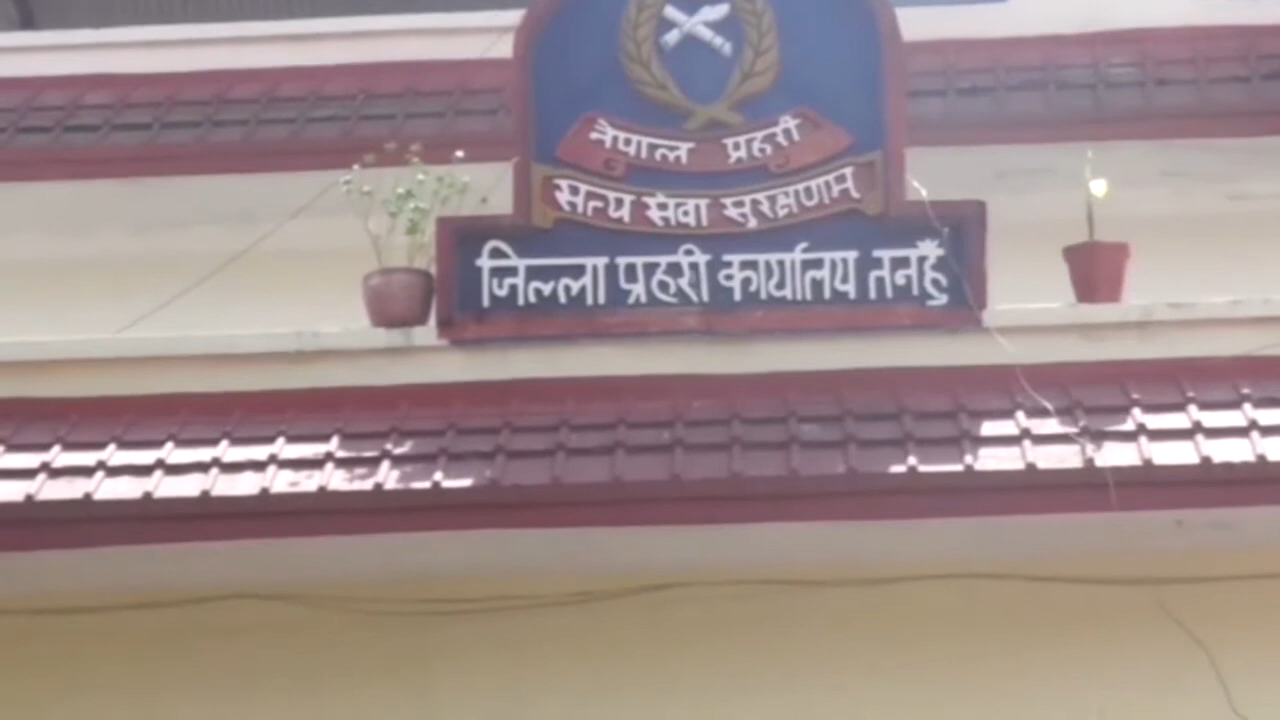 नेपाल प्रहरी
सत्य सेवा सुरक्षणम्
जिल्ला प्रहरी कार्यालय तनहुँ